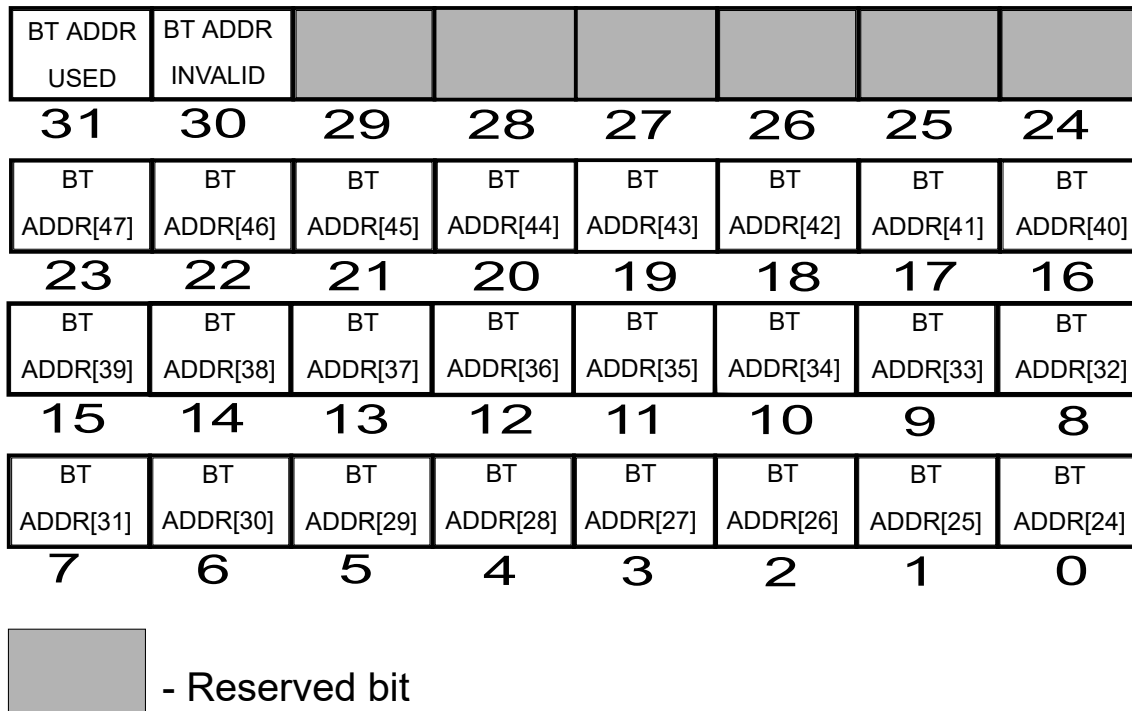 BT ADDR USED BT ADDR INVALID
31 30 29 28 27 26 25 24
BT ADDR[47] BT ADDR[46] BT ADDR[45] BT ADDR[44] BT ADDR[43] BT ADDR[42] BT ADDR[41] BT ADDR[40]
23 22 21 20 19 18 17 16
BT ADDR[39] BT ADDR[38] BT ADDR[37] BT ADDR[36] BT ADDR[35] BT ADDR[34] BT ADDR[33] BT ADDR[32]
15 14 13 12 11 10 9 8
BT ADDR[31] BT ADDR[30] BT ADDR[29] BT ADDR[28] BT ADDR[27] BT ADDR[26] BT ADDR[25] BT ADDR[24]
7 6 5 4 3 2 1 0
- Reserved bit